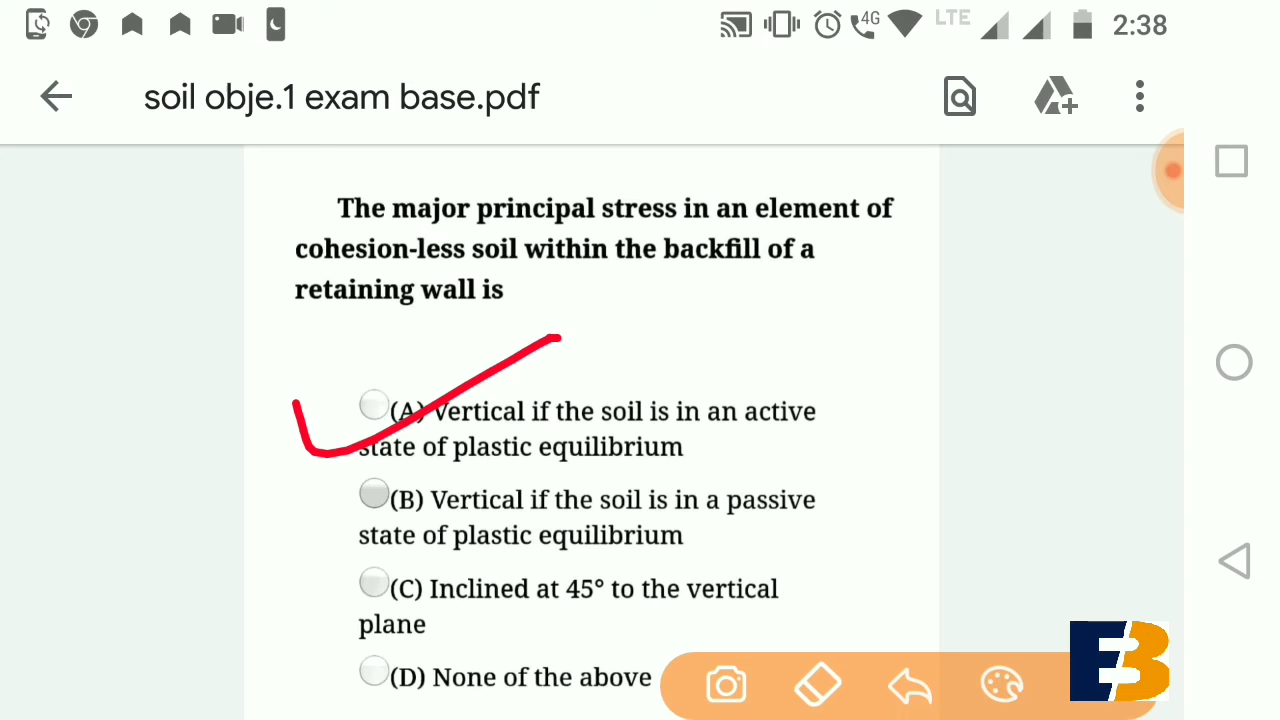 4G LTE 2:38
soil obje.1 exam base.pdf
The major principal stress in an element of
cohesion-less soil within the backfill of a
retaining wall is
(A) Vertical if the soil is in an active
state of plastic equilibrium
(B) Vertical if the soil is in a passive
state of plastic equilibrium
(C) Inclined at 45° to the vertical
plane
(D) None of the above
EB